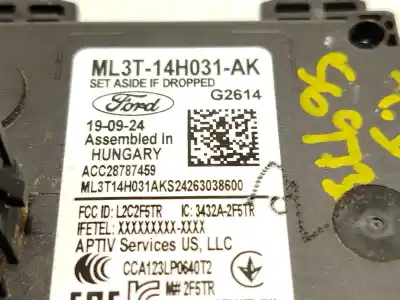 ML3T-14H031-AK
SET ASIDE IF DROPPED
Ford
G2614
19-09-24
Assembled In
HUNGARY
ACC28787459
ML3T14H031AKS24263038600
FCC ID: L2C2F5TR IC: 3432A-2F5TR
IFETEL: XXXXXXXXX-XXXX
APTIV Services US, LLC
CCA123LP0640T2
M# 2F5TR